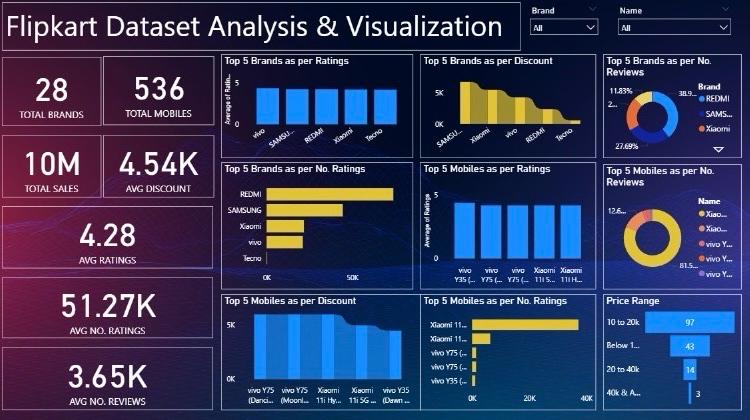 Flipkart Dataset Analysis & Visualization
Brand
All
Name
All
28
TOTAL BRANDS
536
TOTAL MOBILES
10M
TOTAL SALES
4.54K
AVG DISCOUNT
4.28
AVG RATINGS
51.27K
AVG NO. RATINGS
3.65K
AVG NO. REVIEWS
Top 5 Brands as per Ratings
Average of Ratin...
5
0
vivo
SAMSU...
REDMI
Xiaomi
Tecno
Top 5 Brands as per Discount
5K
0K
SAMSU...
Xiaomi
vivo
REDMI
Tecno
Top 5 Brands as per No.
Reviews
11.83%
38.9...
2...
27.69%
Brand
REDMI
SAMS...
Xiaomi
Top 5 Brands as per No. Ratings
REDMI
SAMSUNG
Xiaomi
vivo
Tecno
0K
50K
Top 5 Mobiles as per Ratings
Average of Ratings
5
0
vivo
Y35 (...
vivo
Y75 (...
vivo
Y75 (...
Xiaomi
11i 5...
Xiaomi
11i H...
Top 5 Mobiles as per No.
Reviews
12.6...
81.5...
Name
Xiao...
Xiao...
vivo Y...
vivo Y...
vivo Y...
Top 5 Mobiles as per Discount
5K
0K
vivo Y75
(Danci...
vivo Y75
(Moonl...
Xiaomi
11i Hy...
Xiaomi
11i 5G ...
vivo Y35
(Dawn ...
Top 5 Mobiles as per No. Ratings
Xiaomi 11...
Xiaomi 11...
vivo Y75 (...
vivo Y75 (...
vivo Y35 (...
0K
20K
40K
Price Range
10 to 20k
97
Below 1...
43
20 to 40k
14
40k & A...
3